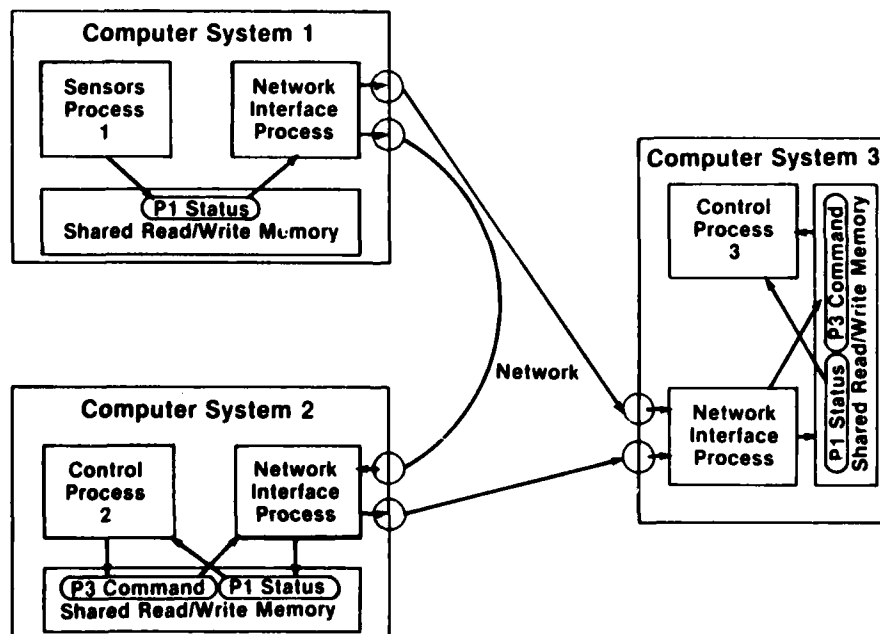 Computer System 1
Sensors
Process
1
Network
Interface
Process
P1 Status
Shared Read/Write Memory
Network
Computer System 2
Control
Process
2
Network
Interface
Process
P3 Command
P1 Status
Shared Read/Write Memory
Computer System 3
Control
Process
3
Network
Interface
Process
P3 Command
P1 Status
Shared Read/Write Memory